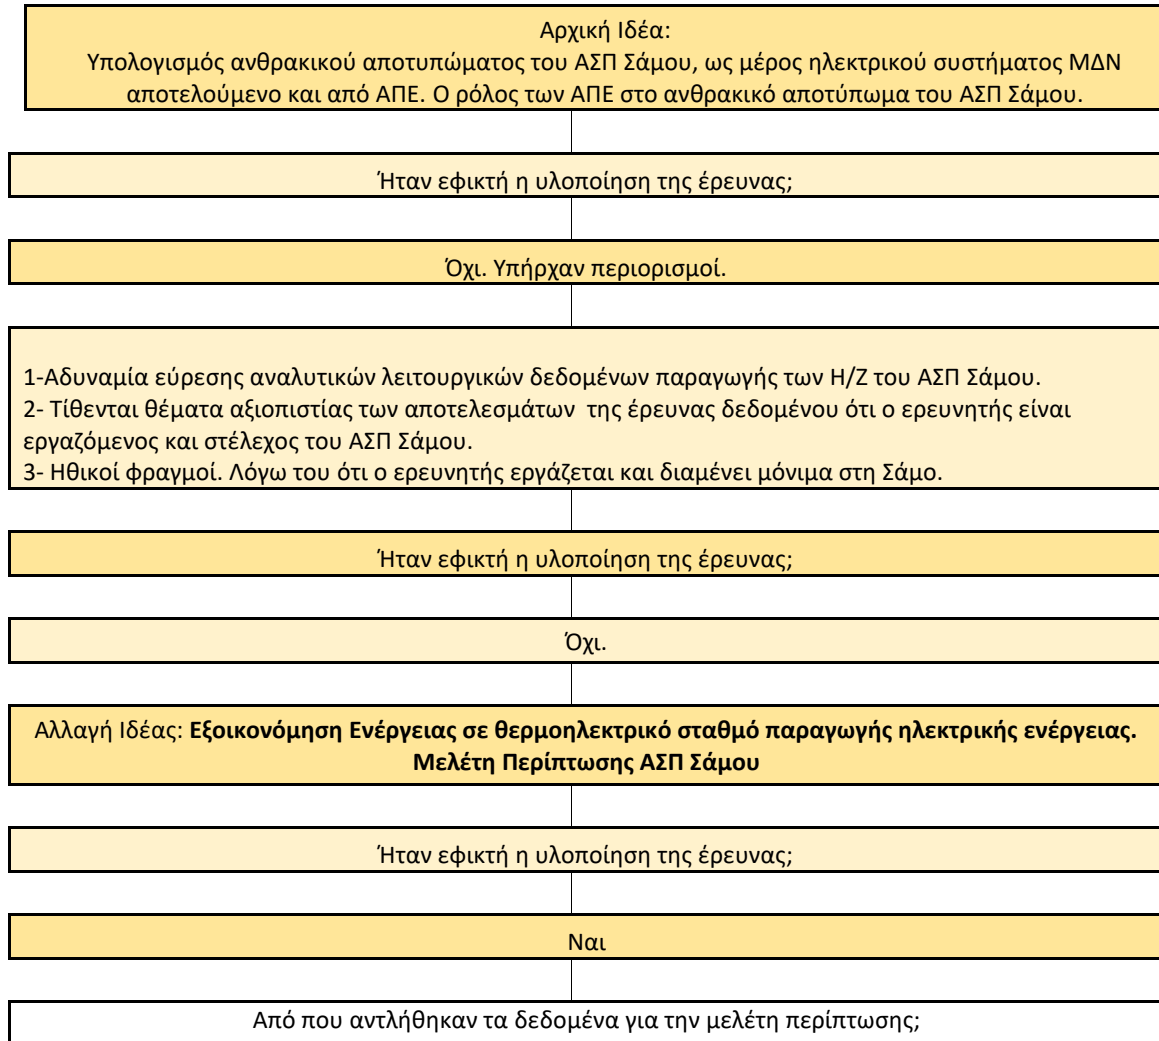 Αρχική Ιδέα:
Υπολογισμός ανθρακικού αποτυπώματος του ΑΣΠ Σάμου, ως μέρος ηλεκτρικού συστήματος ΜΔΝ
αποτελούμενο και από ΑΠΕ. Ο ρόλος των ΑΠΕ στο ανθρακικό αποτύπωμα του ΑΣΠ Σάμου.
Ήταν εφικτή η υλοποίηση της έρευνας;
Όχι. Υπήρχαν περιορισμοί.
1-Αδυναμία εύρεσης αναλυτικών λειτουργικών δεδομένων παραγωγής των Η/Ζ του ΑΣΠ Σάμου.
2- Τίθενται θέματα αξιοπιστίας των αποτελεσμάτων της έρευνας δεδομένου ότι ο ερευνητής είναι
εργαζόμενος και στέλεχος του ΑΣΠ Σάμου.
3- Ηθικοί φραγμοί. Λόγω του ότι ο ερευνητής εργάζεται και διαμένει μόνιμα στη Σάμο.
Ήταν εφικτή η υλοποίηση της έρευνας;
Όχι.
Αλλαγή Ιδέας: Εξοικονόμηση Ενέργειας σε θερμοηλεκτρικό σταθμό παραγωγής ηλεκτρικής ενέργειας.
Μελέτη Περίπτωσης ΑΣΠ Σάμου
Ήταν εφικτή η υλοποίηση της έρευνας;
Ναι
Από που αντλήθηκαν τα δεδομένα για την μελέτη περίπτωσης;